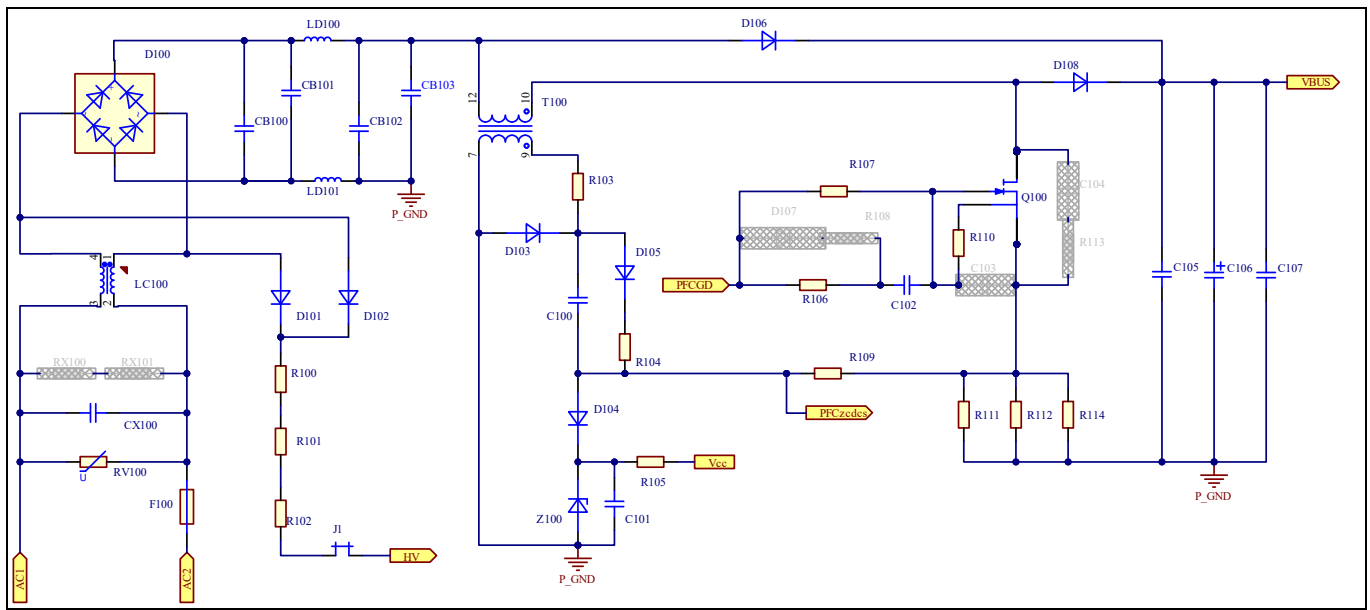 LD100
D106
D100
D108
VBUS
CB101
CB103
CB100
CB102
12
10
T100
7
9
LD101
P_GND
R103
R107
C104
Q100
D107
R108
R110
R113
D103
D105
4
1
3
2
LC100
C103
PFCGD
R106
C102
C105
C106
C107
D101
D102
C100
R104
RX100
RX101
R100
R109
PFCzcdcs
CX100
D104
R111
R112
R114
R101
RV100
U
R105
Vcc
F100
R102
Z100
C101
P_GND
J1
HV
P_GND
AC1
AC2